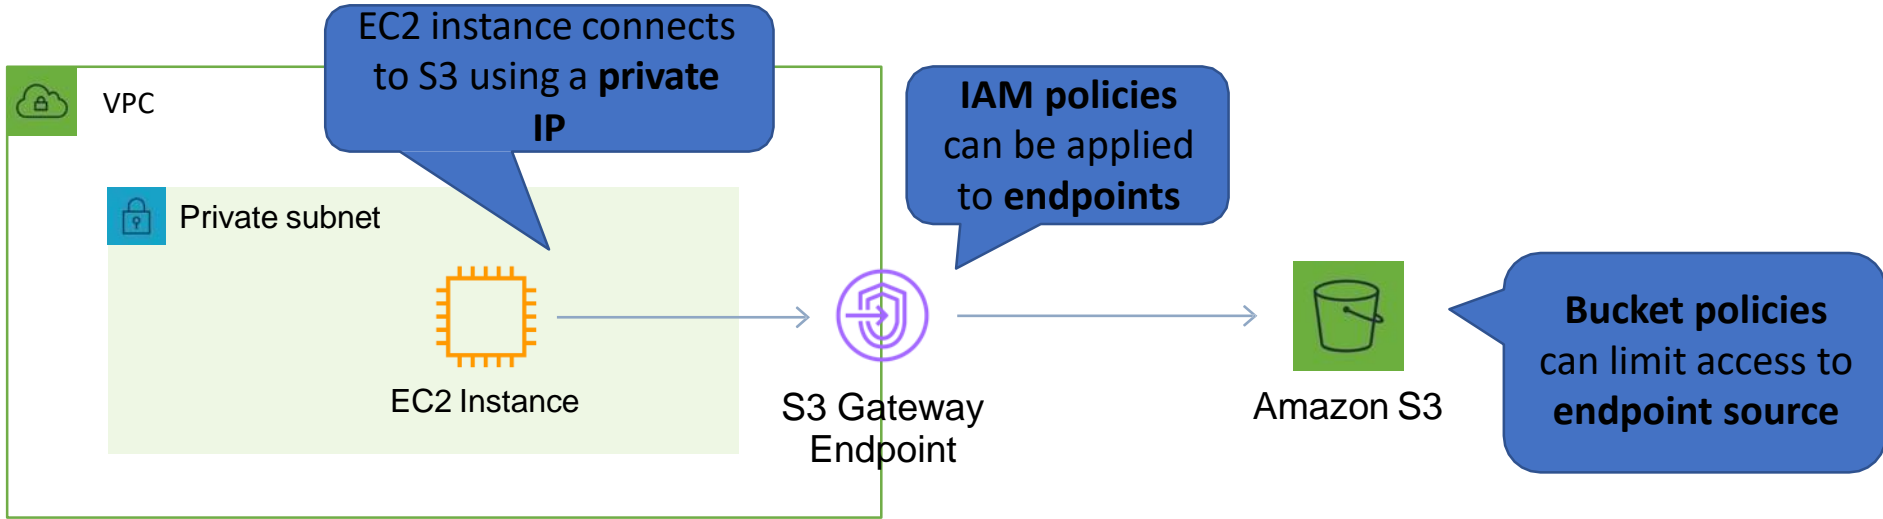 EC2 instance connects
to S3 using a private
IP
VPC
IAM policies
can be applied
to endpoints
Private subnet
Bucket policies
can limit access to
endpoint source
EC2 Instance
S3 Gateway
Endpoint
Amazon S3